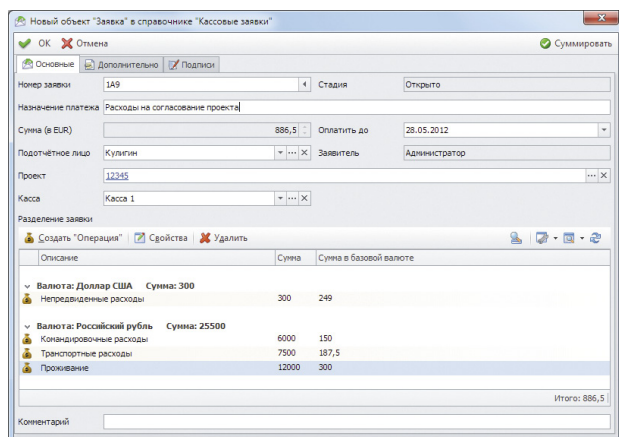 Новый объект "Заявка" в справочнике "Кассовые заявки"
OK Отмена Суммировать
Основные Дополнительно Подписи
Номер заявки 1A9 Стадия Открыто
Назначение платежа Расходы на согласование проекта
Сумма (в EUR) 886,5 Оплатить до 28.05.2012
Подотчётное лицо Кулигин Заявитель Администратор
Проект 12345
Касса Касса 1
Разделение заявки
Создать "Операция" Свойства Удалить
Описание Сумма Сумма в базовой валюте
Валюта: Доллар США Сумма: 300
Непредвиденные расходы 300 249
Валюта: Российский рубль Сумма: 25500
Командировочные расходы 6000 150
Транспортные расходы 7500 187,5
Проживание 12000 300
Итого: 886,5
Комментарий